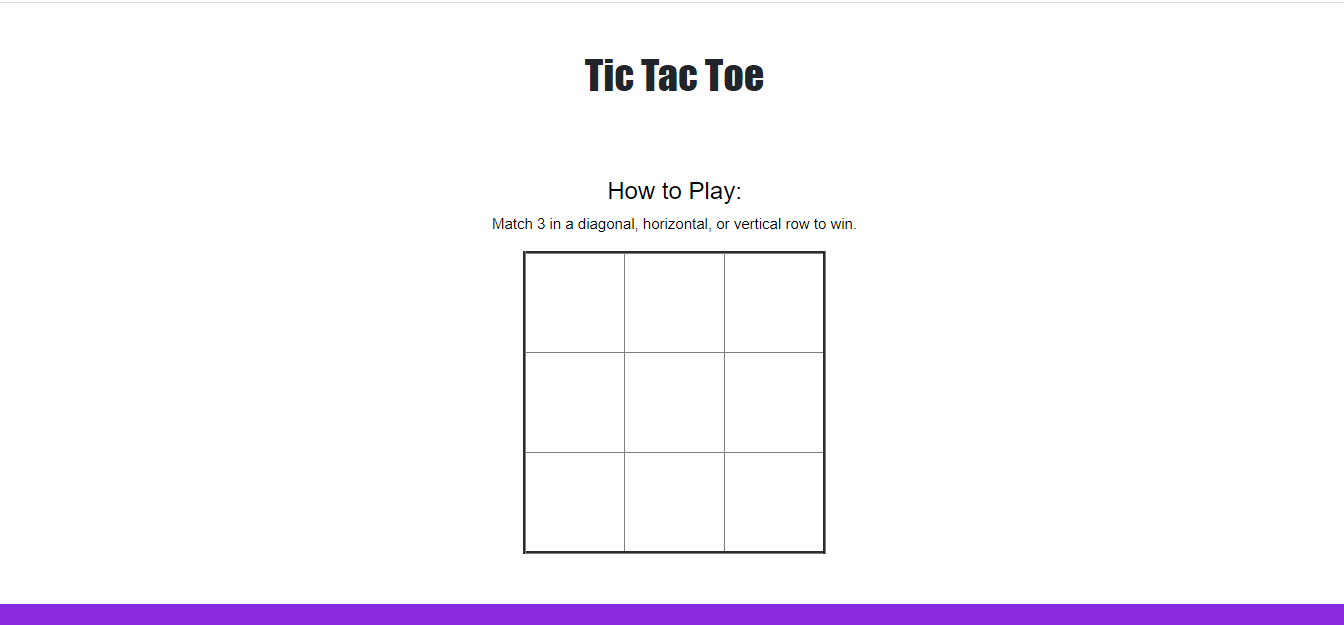 Tic Tac Toe
How to Play:
Match 3 in a diagonal, horizontal, or vertical row to win.